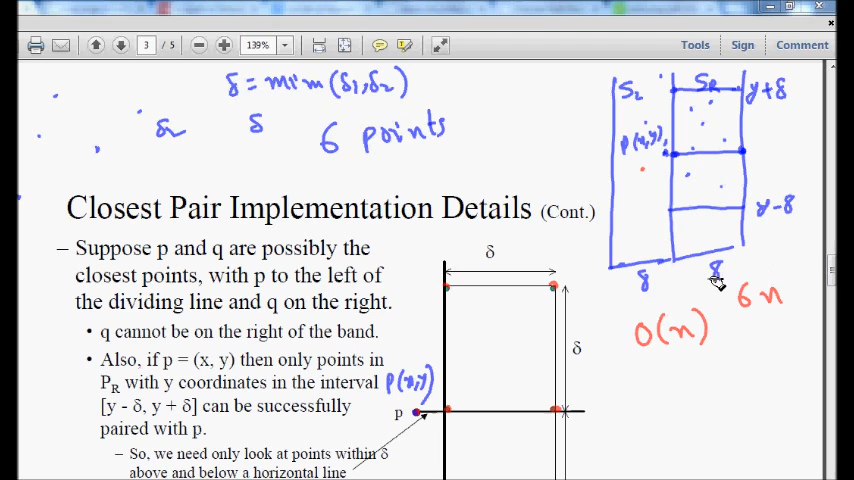 3 / 5
139%
Tools
Sign
Comment
δ = min(δ1,δ2)
δ2
δ
6 points
SL
SR
y+δ
p(x,y)
y-δ
δ
δ
6n
O(n)
Closest Pair Implementation Details (Cont.)
– Suppose p and q are possibly the
closest points, with p to the left of
the dividing line and q on the right.
• q cannot be on the right of the band.
• Also, if p = (x, y) then only points in
PR with y coordinates in the interval
[y - δ, y + δ] can be successfully
paired with p.
– So, we need only look at points within δ
above and below a horizontal line
δ
δ
p(x,y)
p